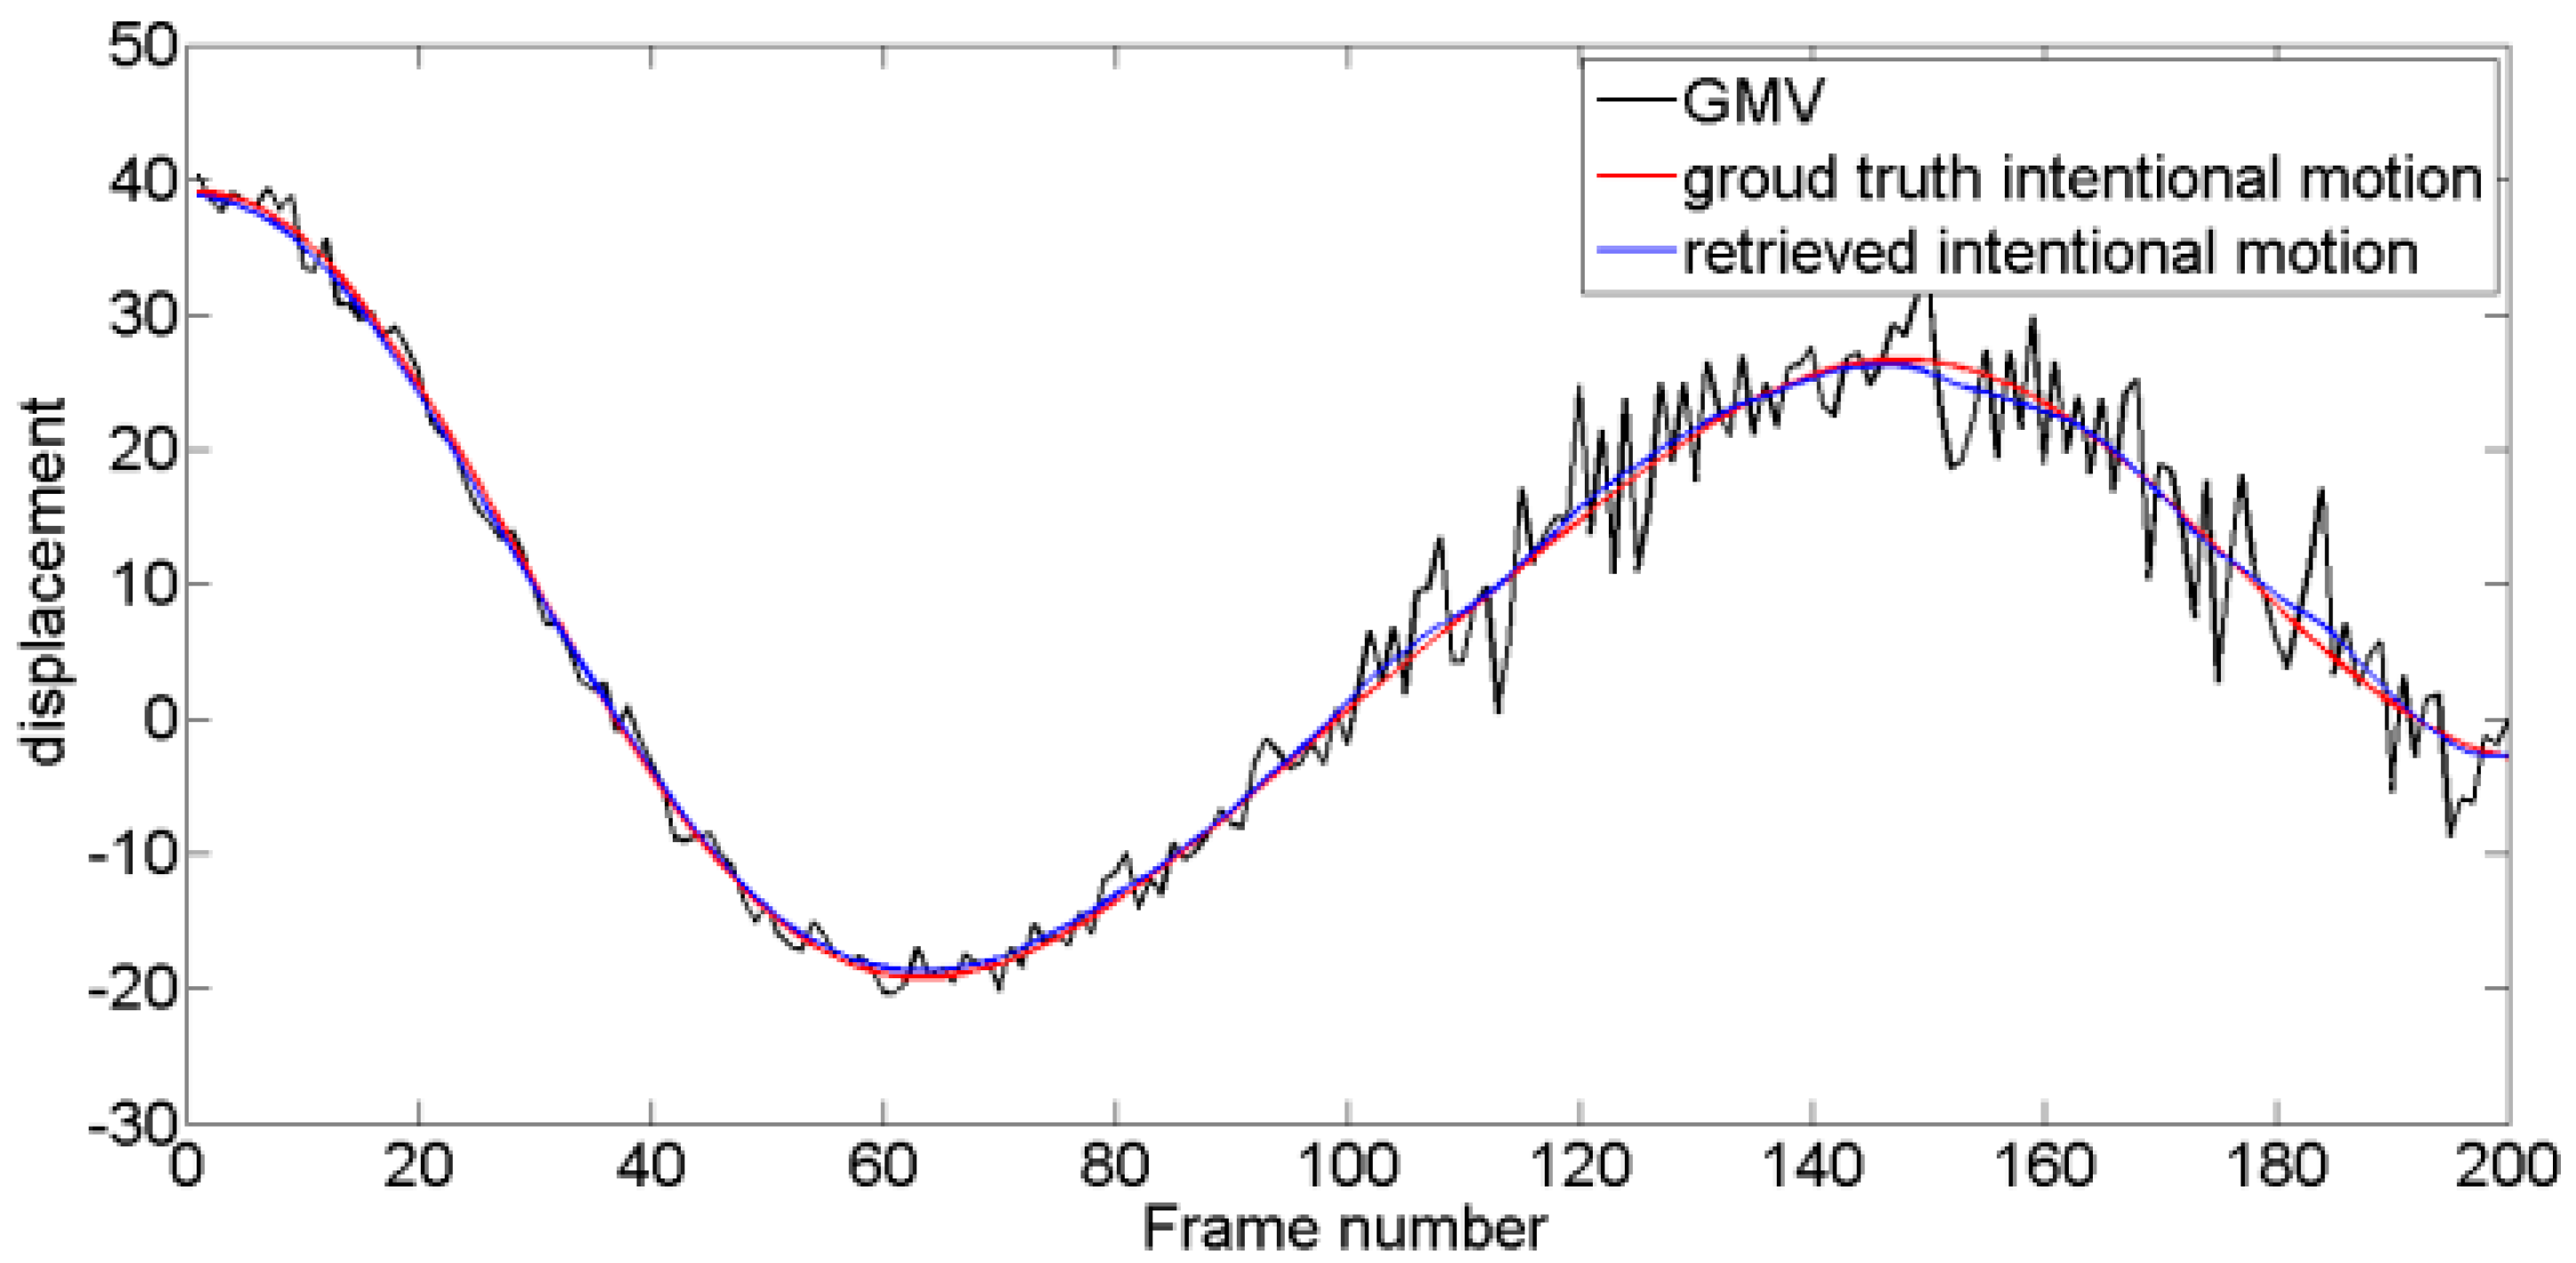 50
40
30
20
10
0
-10
-20
-30
displacement
GMV
groud truth intentional motion
retrieved intentional motion
0 20 40 60 80 100 120 140 160 180 200
Frame number